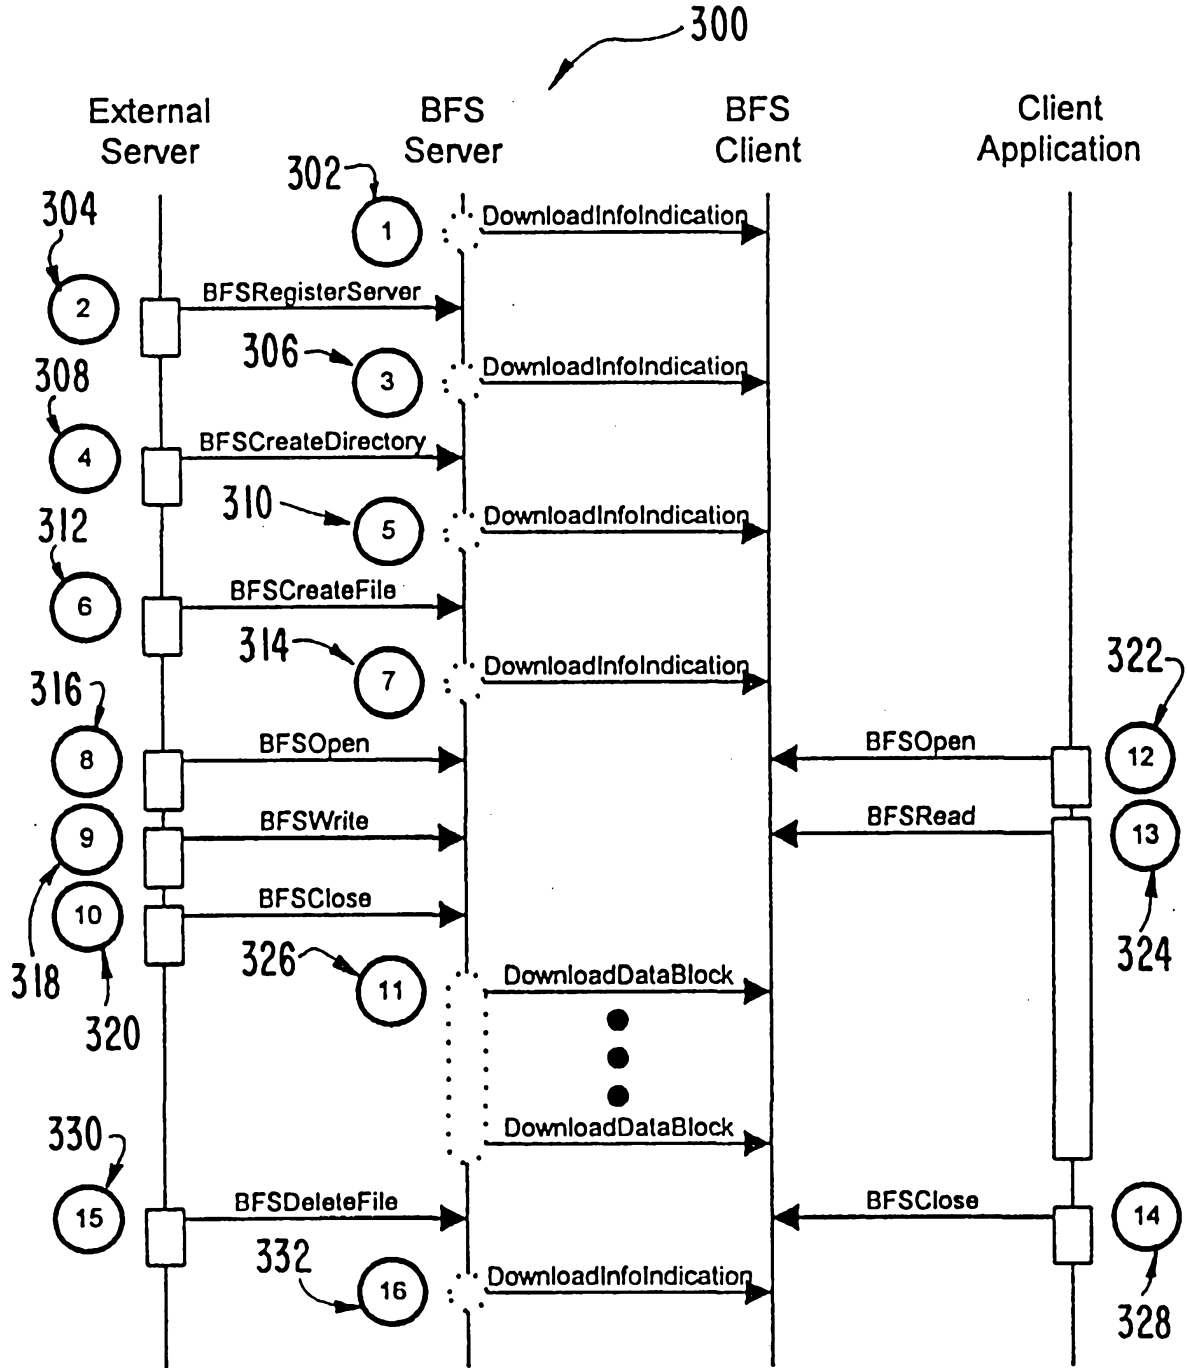 300
External
Server
BFS
Server
BFS
Client
Client
Application
302
1
DownloadInfoIndication
304
2
BFSRegisterServer
306
3
DownloadInfoIndication
308
4
BFSCreateDirectory
310
5
DownloadInfoIndication
312
6
BFSCreateFile
314
7
DownloadInfoIndication
316
8
BFSOpen
BFSOpen
322
12
9
318
BFSWrite
BFSRead
13
324
10
320
BFSClose
326
11
DownloadDataBlock
DownloadDataBlock
330
15
BFSDeleteFile
BFSClose
14
328
332
16
DownloadInfoIndication